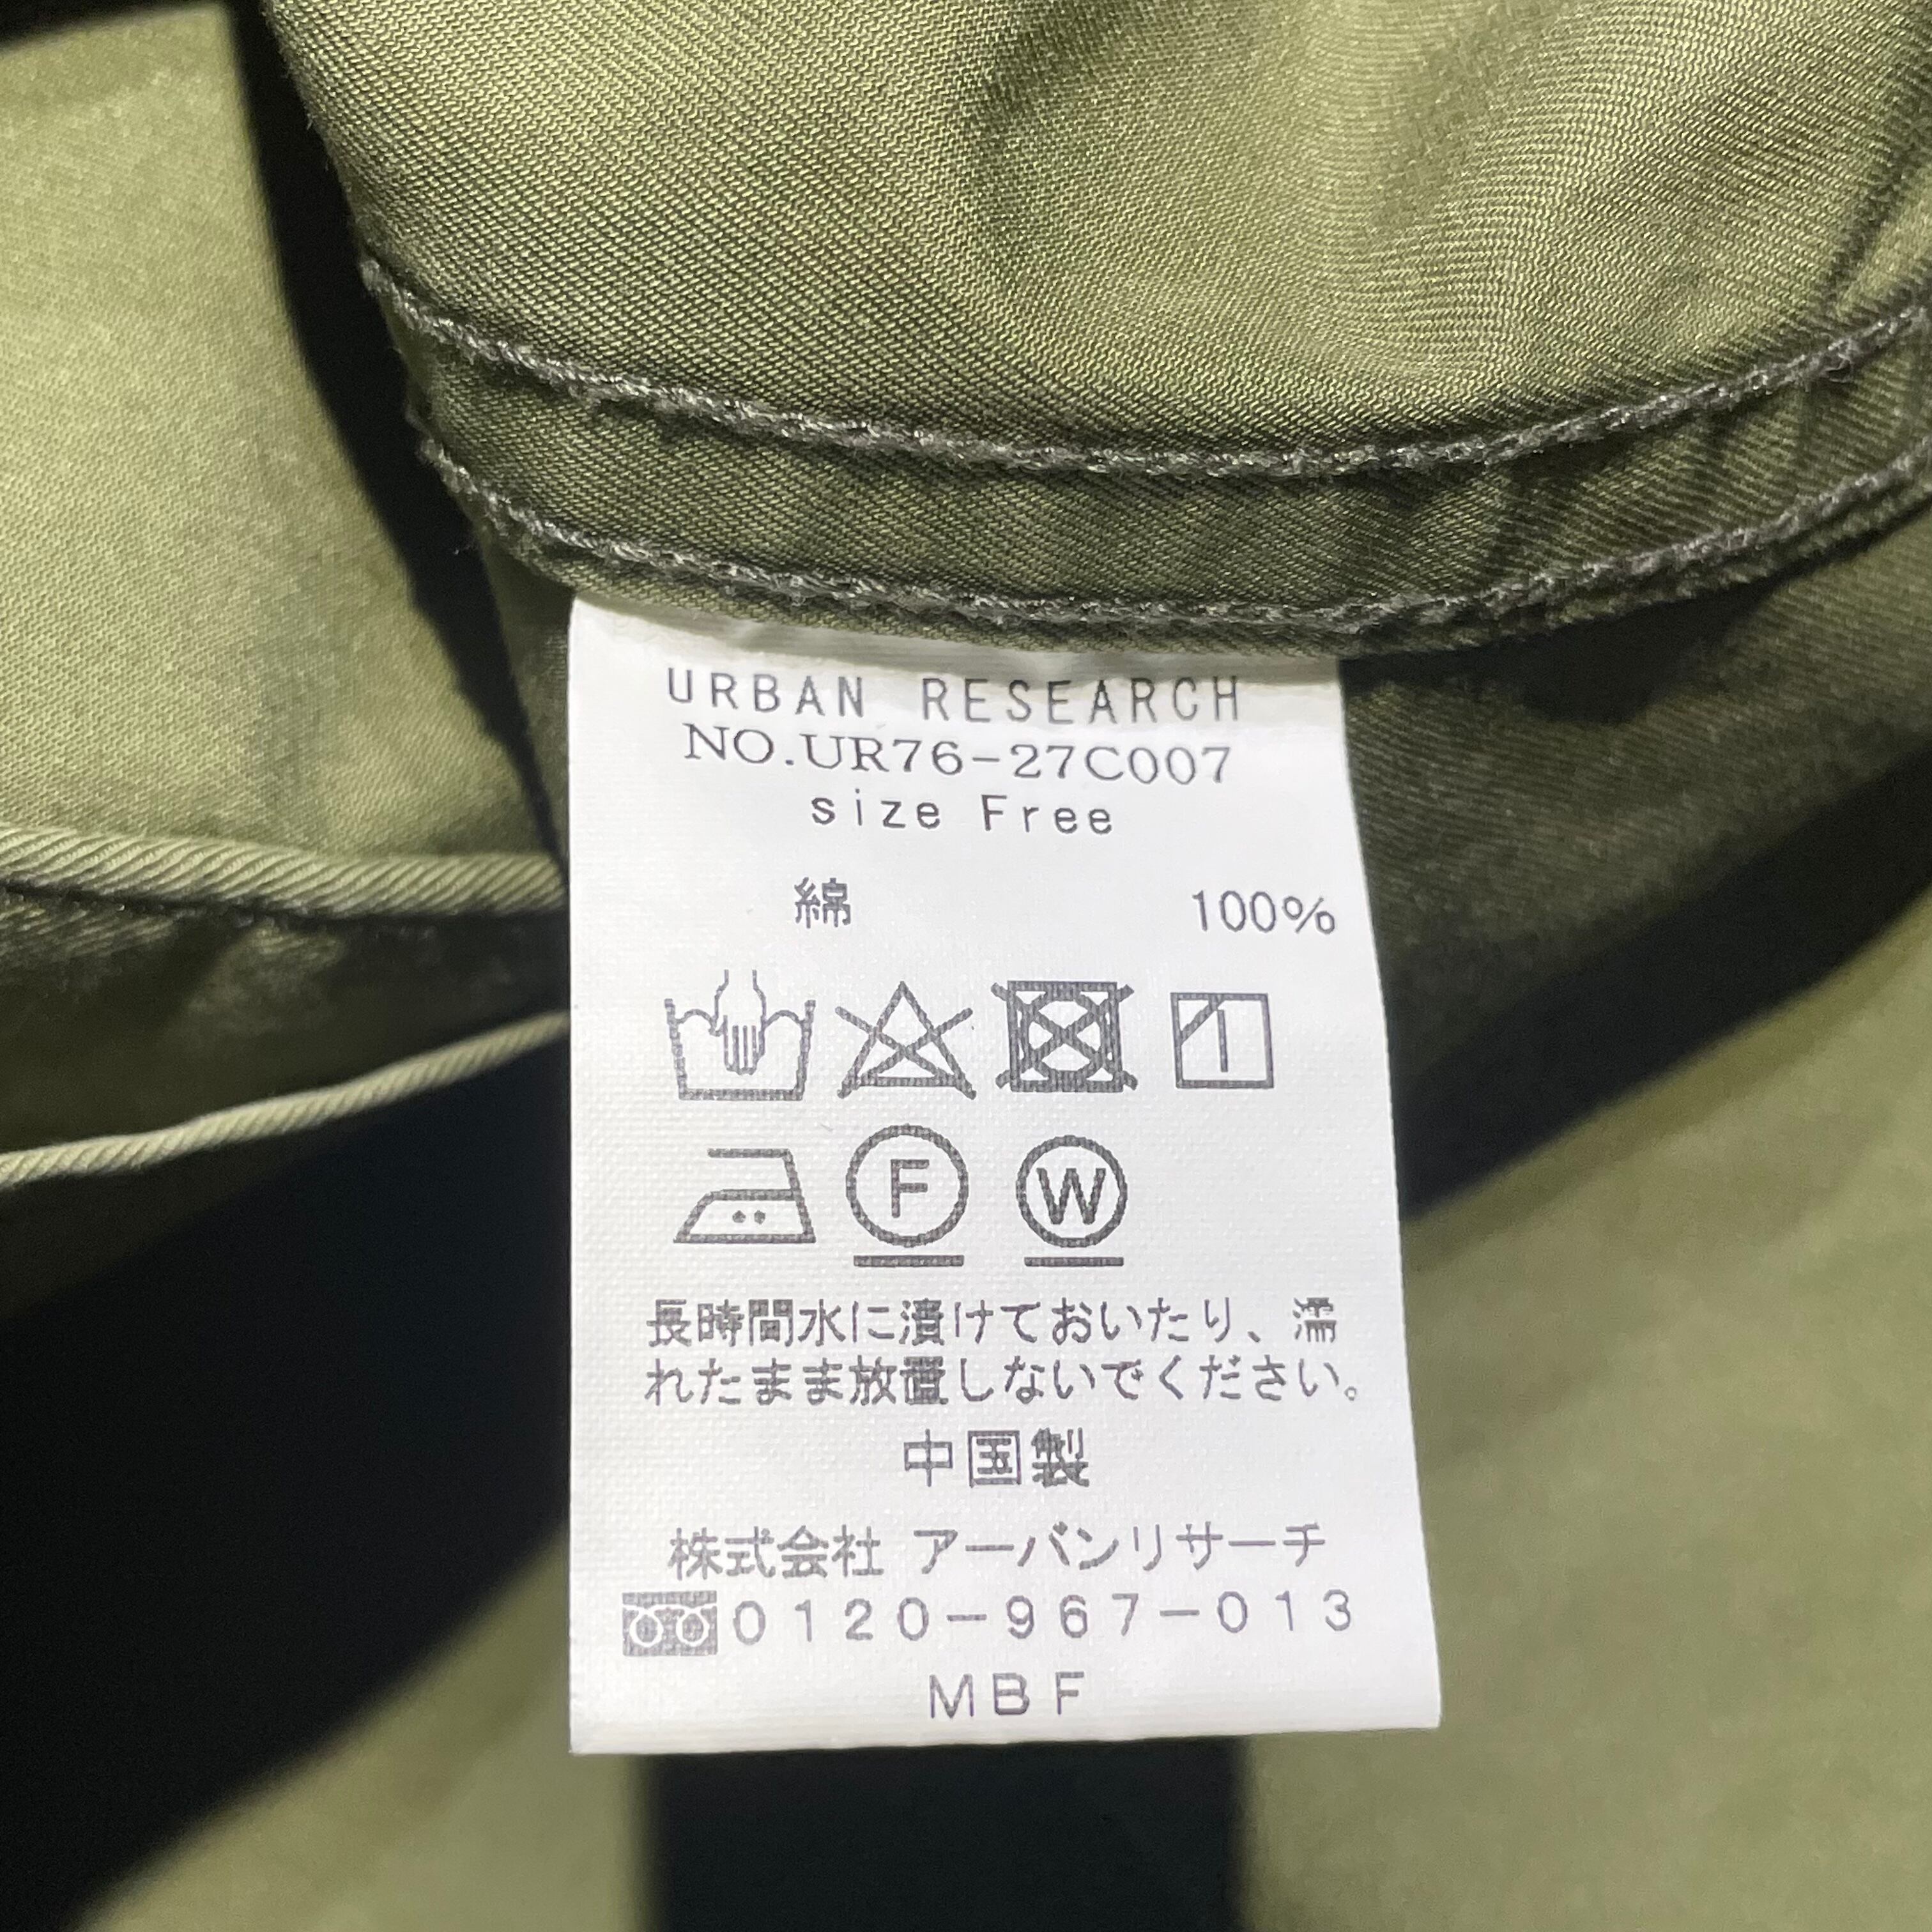 URBAN RESEARCH
NO.UR76-27C007
size Free
綿 100%
F W
長時間水に漬けておいたり、濡
れたまま放置しないでください。
中国製
株式会社 アーバンリサーチ
0120-967-013
MBF